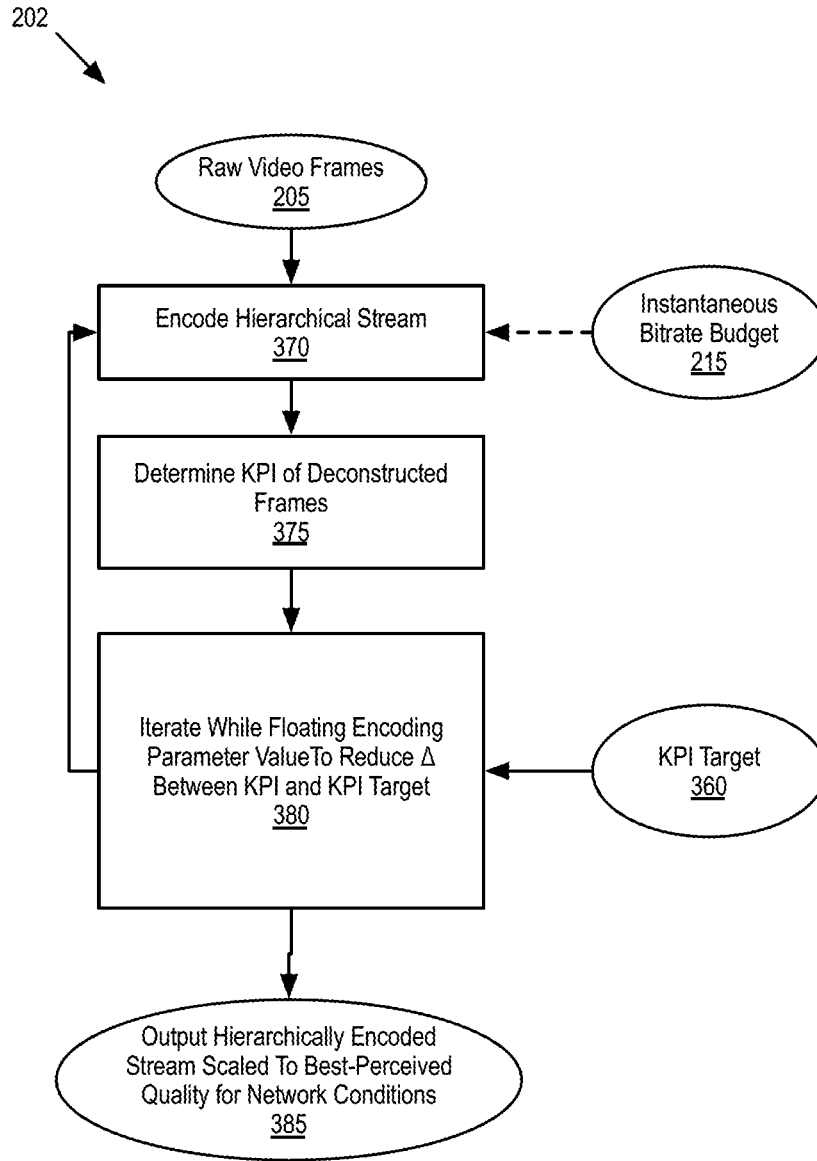 202
Raw Video Frames
205
Encode Hierarchical Stream
370
Instantaneous
Bitrate Budget
215
Determine KPI of Deconstructed
Frames
375
Iterate While Floating Encoding
Parameter ValueTo Reduce Δ
Between KPI and KPI Target
380
KPI Target
360
Output Hierarchically Encoded
Stream Scaled To Best-Perceived
Quality for Network Conditions
385